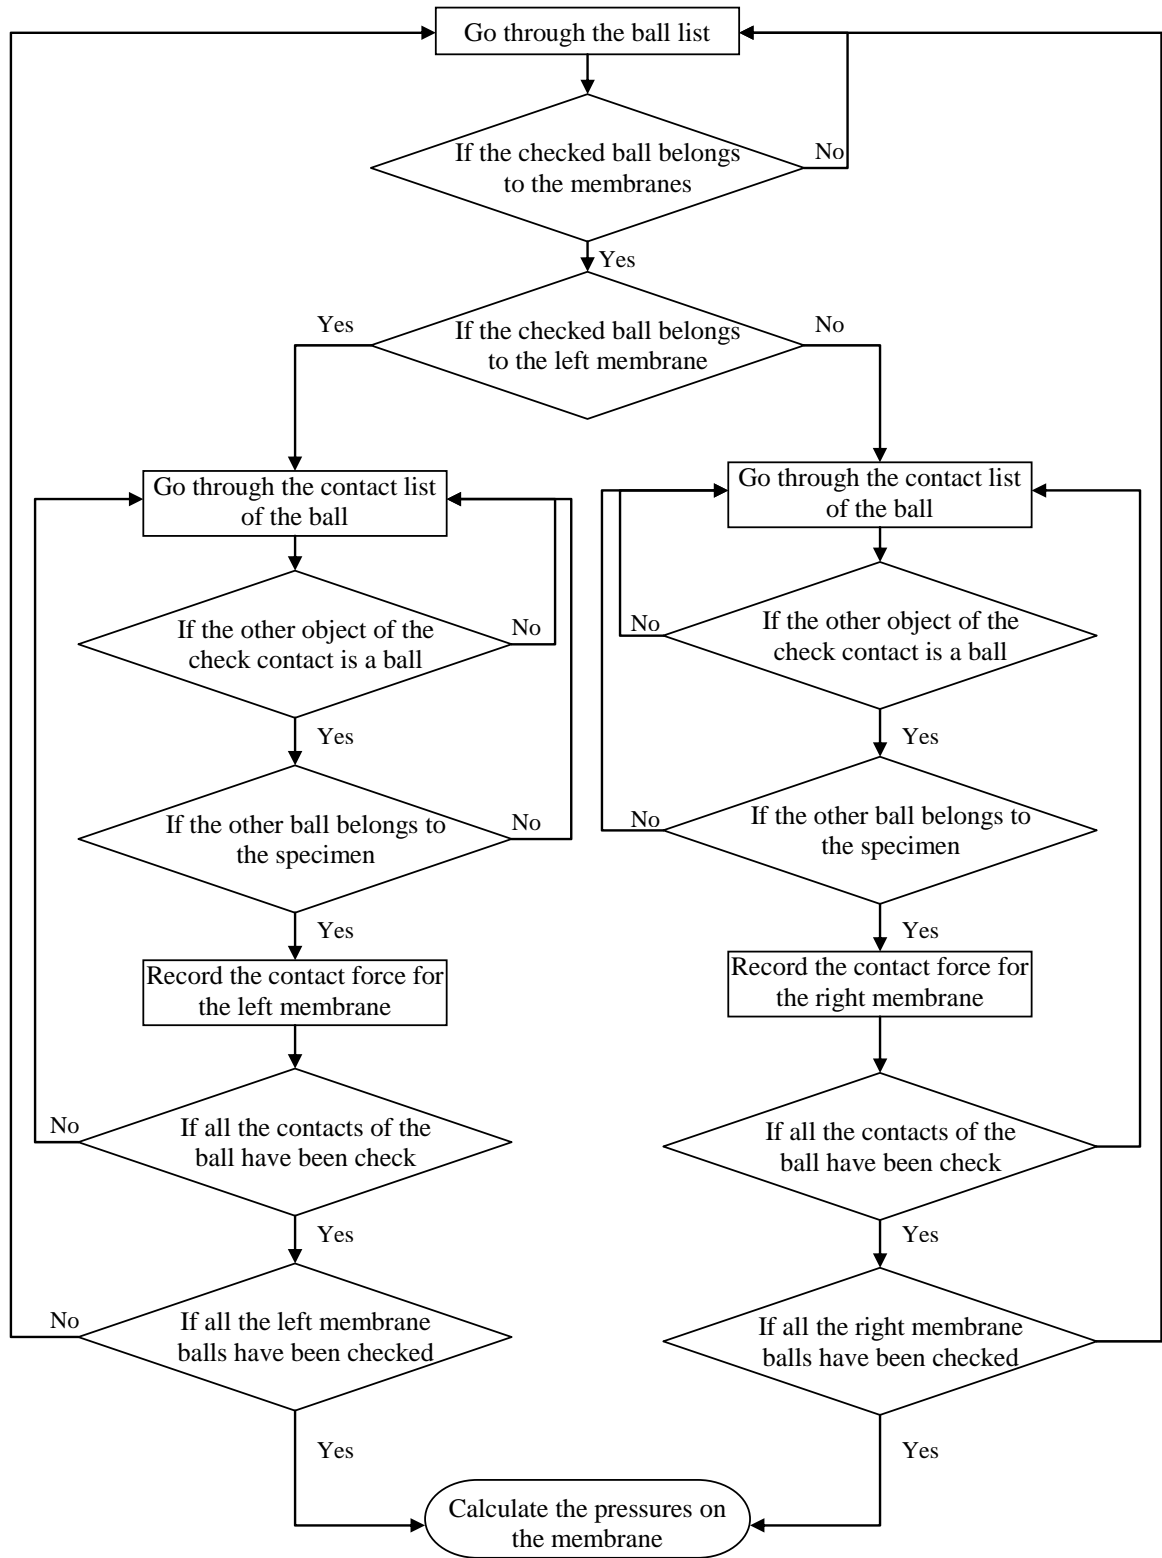 Go through the ball list
If the checked ball belongs
to the membranes
No
Yes
If the checked ball belongs
to the left membrane
Yes
No
Go through the contact list
of the ball
If the other object of the
check contact is a ball
No
Yes
If the other ball belongs to
the specimen
No
Yes
Record the contact force for
the left membrane
If all the contacts of the
ball have been check
No
Yes
If all the left membrane
balls have been checked
No
Yes
Go through the contact list
of the ball
If the other object of the
check contact is a ball
No
Yes
If the other ball belongs to
the specimen
No
Yes
Record the contact force for
the right membrane
If all the contacts of the
ball have been check
Yes
If all the right membrane
balls have been checked
Yes
Calculate the pressures on
the membrane